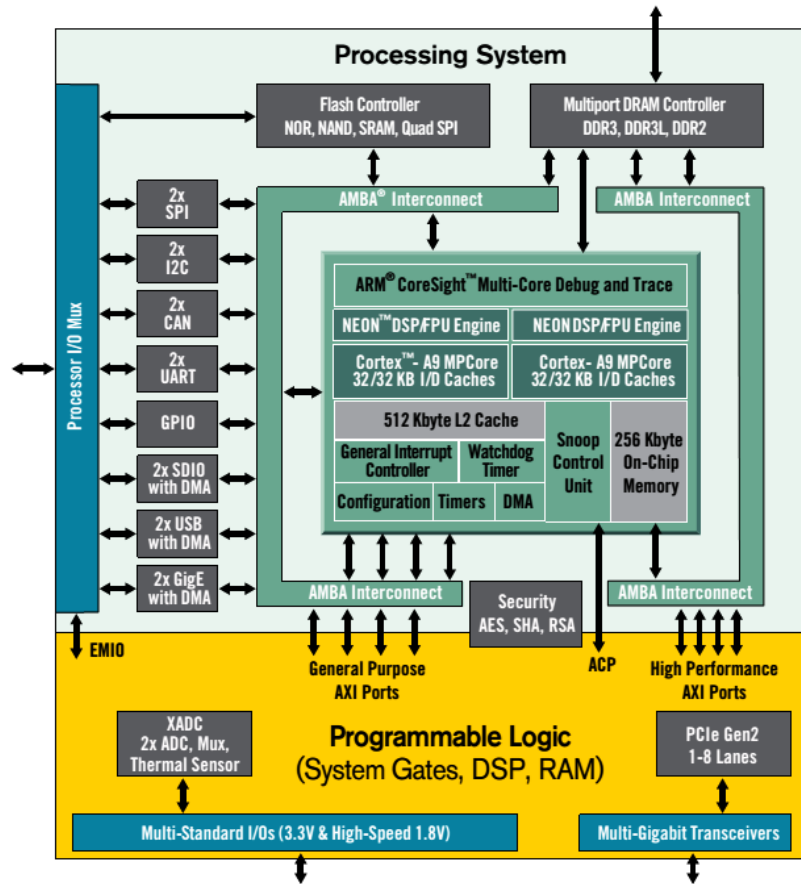 Processing System
Flash Controller
NOR, NAND, SRAM, Quad SPI
Multiport DRAM Controller
DDR3, DDR3L, DDR2
AMBA® Interconnect
AMBA Interconnect
Processor I/O Mux
2x
SPI
2x
I2C
2x
CAN
2x
UART
GPIO
2x SDIO
with DMA
2x USB
with DMA
2x GigE
with DMA
ARM® CoreSight™ Multi-Core Debug and Trace
NEON™ DSP/FPU Engine
NEON DSP/FPU Engine
Cortex™- A9 MPCore
32/32 KB I/D Caches
Cortex- A9 MPCore
32/32 KB I/D Caches
512 Kbyte L2 Cache
General Interrupt
Controller
Watchdog
Timer
Configuration
Timers
DMA
Snoop
Control
Unit
256 Kbyte
On-Chip
Memory
AMBA Interconnect
Security
AES, SHA, RSA
AMBA Interconnect
EMIO
General Purpose
AXI Ports
ACP
High Performance
AXI Ports
XADC
2x ADC, Mux,
Thermal Sensor
Programmable Logic
(System Gates, DSP, RAM)
PCIe Gen2
1-8 Lanes
Multi-Standard I/Os (3.3V & High-Speed 1.8V)
Multi-Gigabit Transceivers